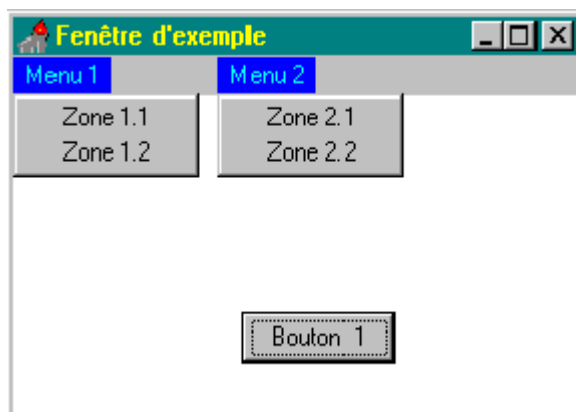 Fenêtre d'exemple
Menu 1 Menu 2
Zone 1.1 Zone 2.1
Zone 1.2 Zone 2.2
Bouton 1